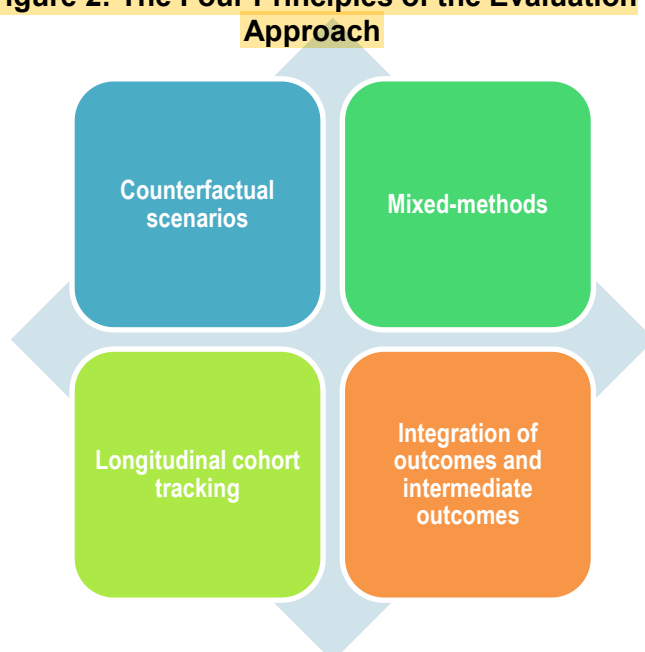 Figure 2: The Four Principles of the Evaluation
Approach
Counterfactual
scenarios
Mixed-methods
Longitudinal cohort
tracking
Integration of
outcomes and
intermediate
outcomes